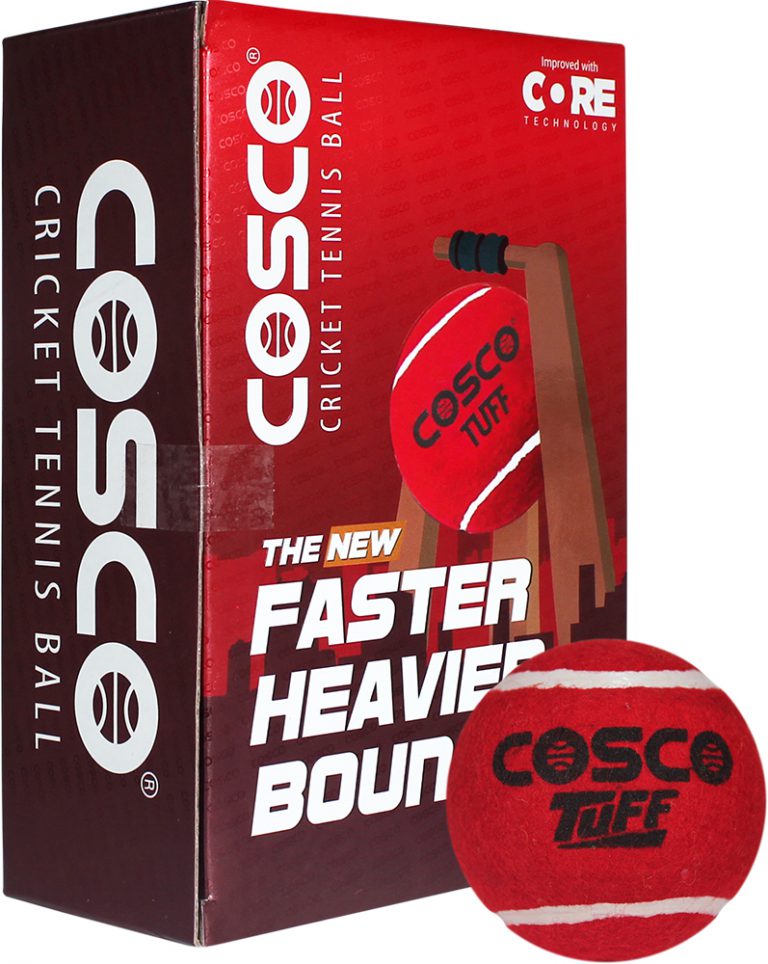 COSCO®
CRICKET TENNIS BALL
COSCO®
CRICKET TENNIS BALL
Improved with
CORE
TECHNOLOGY
COSCO
TUFF
THE NEW
FASTER
HEAVIER
BOUN
COSCO
TUFF